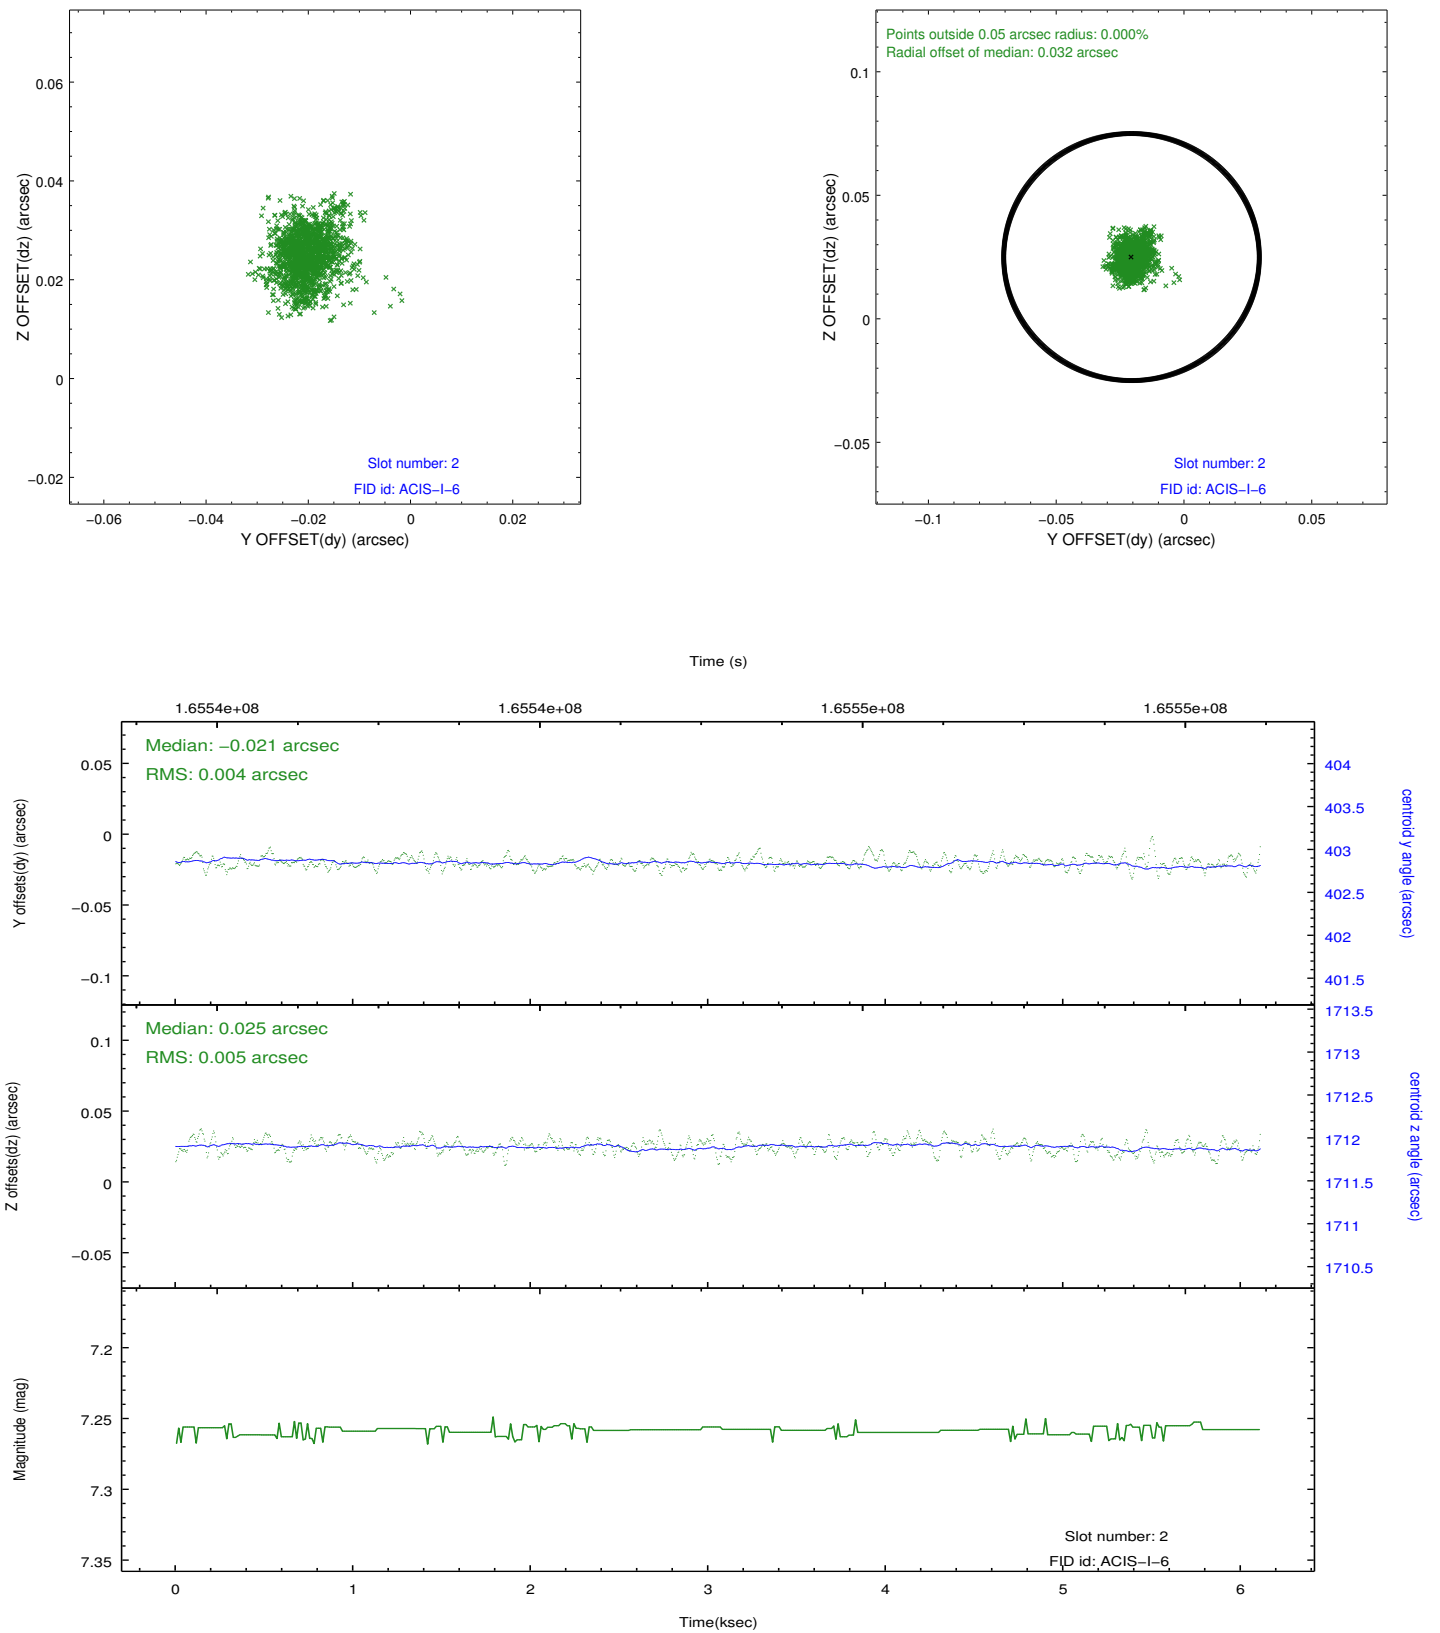 0.06
0.04
0.02
0
−0.02
Z OFFSET(dz) (arcsec)
Slot number: 2
FID id: ACIS−I−6
−0.06
−0.04
−0.02
0
0.02
Y OFFSET(dy) (arcsec)
Points outside 0.05 arcsec radius: 0.000%
Radial offset of median: 0.032 arcsec
0.1
0.05
0
−0.05
Z OFFSET(dz) (arcsec)
Slot number: 2
FID id: ACIS−I−6
−0.1
−0.05
0
0.05
Y OFFSET(dy) (arcsec)
Time (s)
1.6554e+08
1.6554e+08
1.6555e+08
1.6555e+08
Median: −0.021 arcsec
RMS: 0.004 arcsec
0.05
0
−0.05
−0.1
Y offsets(dy) (arcsec)
404
403.5
403
402.5
402
401.5
centroid y angle (arcsec)
Median: 0.025 arcsec
RMS: 0.005 arcsec
0.1
0.05
0
−0.05
Z offsets(dz) (arcsec)
1713.5
1713
1712.5
1712
1711.5
1711
1710.5
centroid z angle (arcsec)
7.2
7.25
7.3
7.35
Magnitude (mag)
Slot number: 2
FID id: ACIS−I−6
0
1
2
3
4
5
6
Time(ksec)